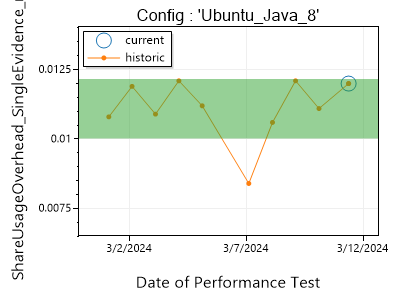 Config : 'Ubuntu_Java_8'
current
historic
0.0125
0.01
0.0075
ShareUsageOverhead_SingleEvidence_
3/2/2024
3/7/2024
3/12/2024
Date of Performance Test